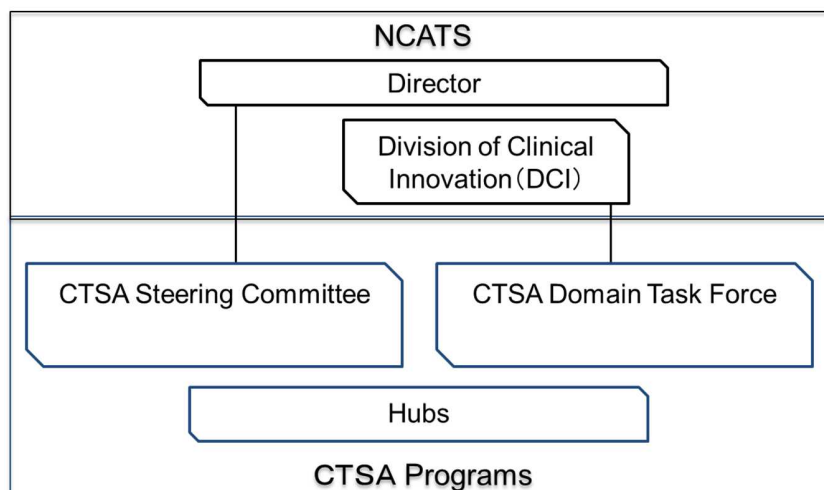 NCATS
Director
Division of Clinical
Innovation（DCI）
CTSA Steering Committee
CTSA Domain Task Force
Hubs
CTSA Programs